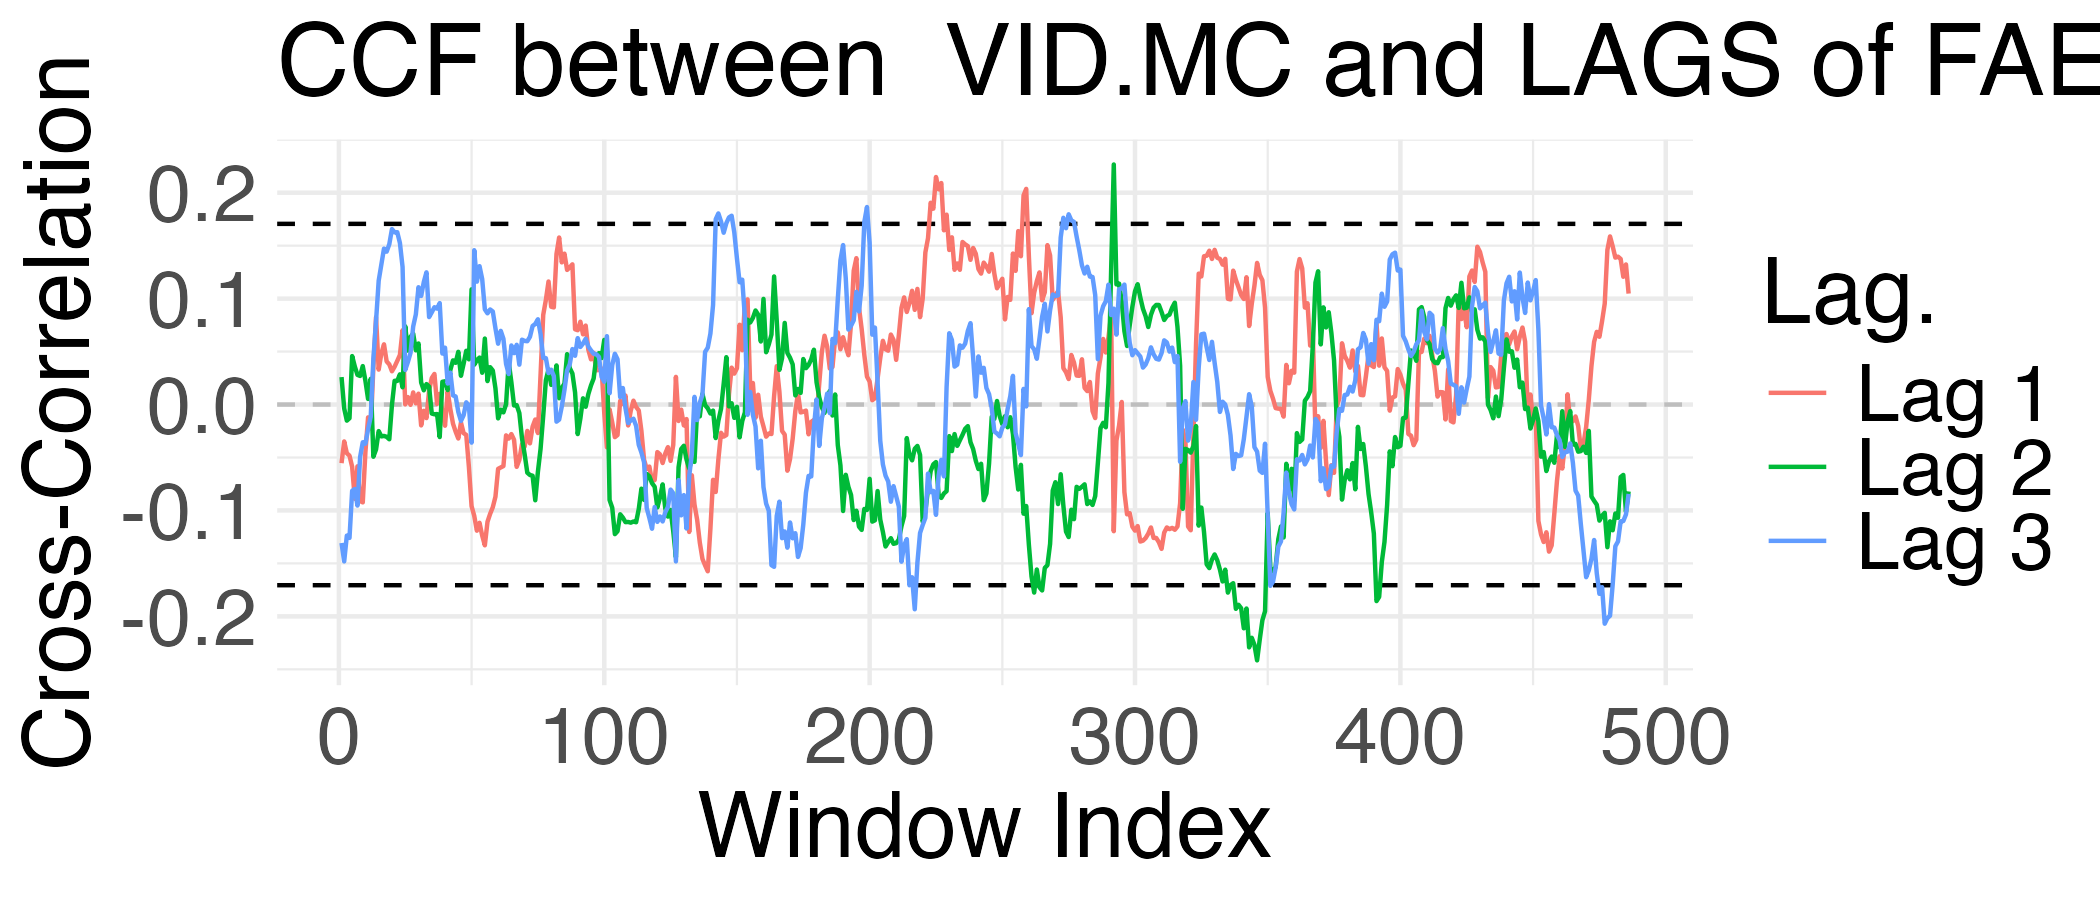 CCF between VID.MC and LAGS of FAE
Cross-Correlation
0.2
0.1
0.0
-0.1
-0.2
0 100 200 300 400 500
Window Index
Lag.
Lag 1
Lag 2
Lag 3